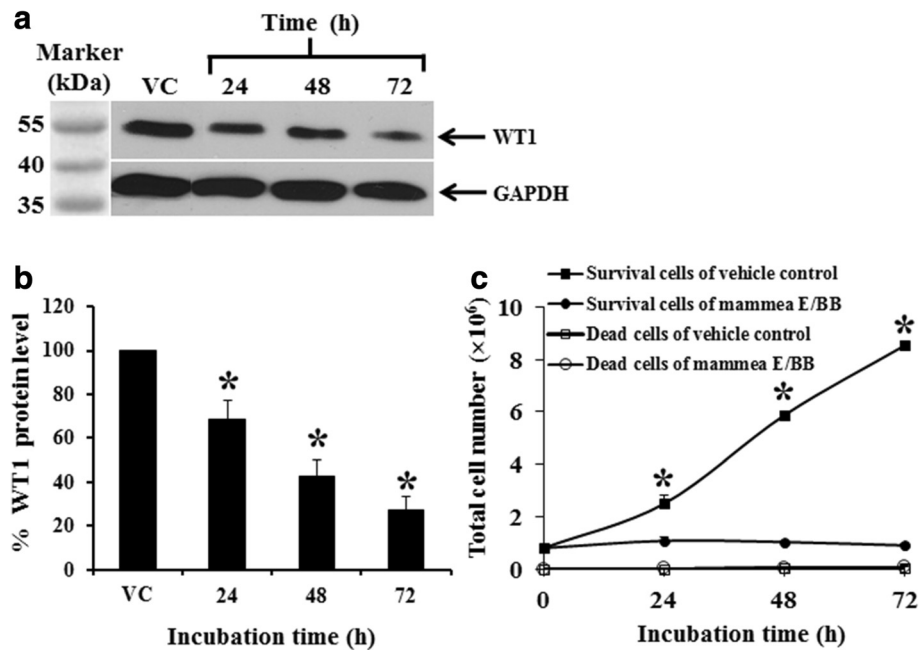 a
Time (h)
Marker
(kDa)
VC 24 48 72
55
WT1
40
GAPDH
35
b
120
100
80
60
40
20
0
% WT1 protein level
* * *
VC 24 48 72
Incubation time (h)
c
Survival cells of vehicle control
Survival cells of mammea E/BB
Dead cells of vehicle control
Dead cells of mammea E/BB
10
8
6
4
2
0
Total cell number (×10⁶)
* * *
0 24 48 72
Incubation time (h)